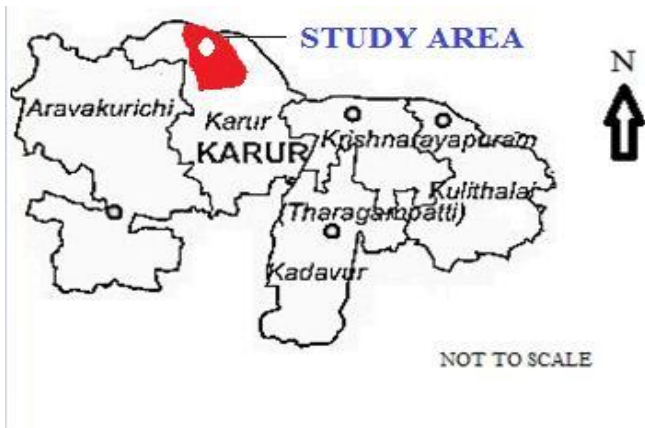 STUDY AREA
N
Aravakurichi
Karur
KARUR
Krishnarayapuram
Kulithalai
(Tharagampatti)
Kadavur
NOT TO SCALE